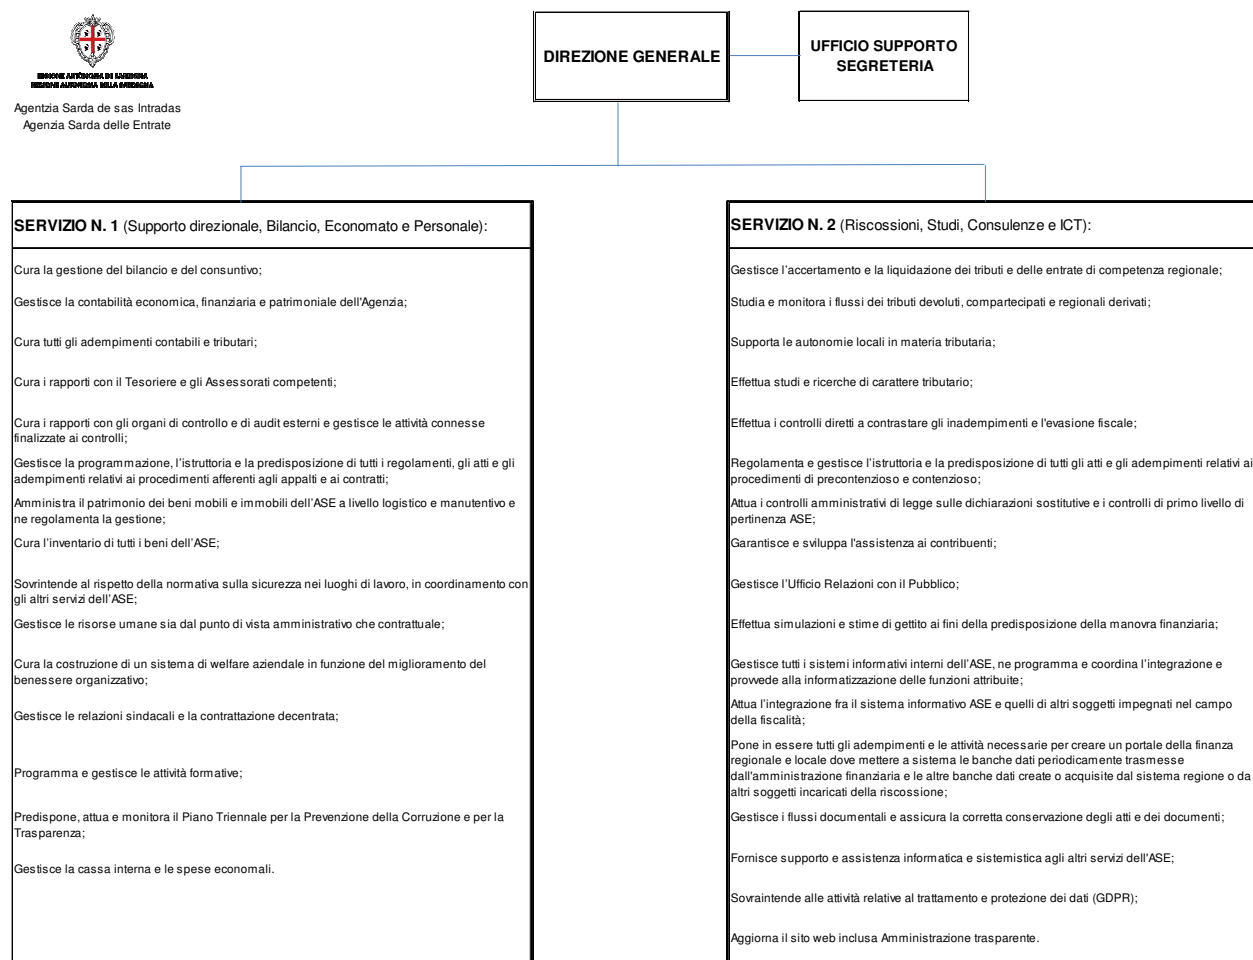 DIREZIONE GENERALE
UFFICIO SUPPORTO
SEGRETERIA
REGIONE AUTÒNOMA DE SARDIGNA
REGIONE AUTONOMA DELLA SARDEGNA
Agentzia Sarda de sas Intradas
Agenzia Sarda delle Entrate
SERVIZIO N. 1 (Supporto direzionale, Bilancio, Economato e Personale):
Cura la gestione del bilancio e del consuntivo;
Gestisce la contabilità economica, finanziaria e patrimoniale dell'Agenzia;
Cura tutti gli adempimenti contabili e tributari;
Cura i rapporti con il Tesoriere e gli Assessorati competenti;
Cura i rapporti con gli organi di controllo e di audit esterni e gestisce le attività connesse
finalizzate ai controlli;
Gestisce la programmazione, l’istruttoria e la predisposizione di tutti i regolamenti, gli atti e gli
adempimenti relativi ai procedimenti afferenti agli appalti e ai contratti;
Amministra il patrimonio dei beni mobili e immobili dell’ASE a livello logistico e manutentivo e
ne regolamenta la gestione;
Cura l’inventario di tutti i beni dell’ASE;
Sovrintende al rispetto della normativa sulla sicurezza nei luoghi di lavoro, in coordinamento con
gli altri servizi dell’ASE;
Gestisce le risorse umane sia dal punto di vista amministrativo che contrattuale;
Cura la costruzione di un sistema di welfare aziendale in funzione del miglioramento del
benessere organizzativo;
Gestisce le relazioni sindacali e la contrattazione decentrata;
Programma e gestisce le attività formative;
Predispone, attua e monitora il Piano Triennale per la Prevenzione della Corruzione e per la
Trasparenza;
Gestisce la cassa interna e le spese economali.
SERVIZIO N. 2 (Riscossioni, Studi, Consulenze e ICT):
Gestisce l’accertamento e la liquidazione dei tributi e delle entrate di competenza regionale;
Studia e monitora i flussi dei tributi devoluti, compartecipati e regionali derivati;
Supporta le autonomie locali in materia tributaria;
Effettua studi e ricerche di carattere tributario;
Effettua i controlli diretti a contrastare gli inadempimenti e l'evasione fiscale;
Regolamenta e gestisce l’istruttoria e la predisposizione di tutti gli atti e gli adempimenti relativi ai
procedimenti di precontenzioso e contenzioso;
Attua i controlli amministrativi di legge sulle dichiarazioni sostitutive e i controlli di primo livello di
pertinenza ASE;
Garantisce e sviluppa l'assistenza ai contribuenti;
Gestisce l’Ufficio Relazioni con il Pubblico;
Effettua simulazioni e stime di gettito ai fini della predisposizione della manovra finanziaria;
Gestisce tutti i sistemi informativi interni dell’ASE, ne programma e coordina l’integrazione e
provvede alla informatizzazione delle funzioni attribuite;
Attua l’integrazione fra il sistema informativo ASE e quelli di altri soggetti impegnati nel campo
della fiscalità;
Pone in essere tutti gli adempimenti e le attività necessarie per creare un portale della finanza
regionale e locale dove mettere a sistema le banche dati periodicamente trasmesse
dall'amministrazione finanziaria e le altre banche dati create o acquisite dal sistema regione o da
altri soggetti incaricati della riscossione;
Gestisce i flussi documentali e assicura la corretta conservazione degli atti e dei documenti;
Fornisce supporto e assistenza informatica e sistemistica agli altri servizi dell'ASE;
Sovraintende alle attività relative al trattamento e protezione dei dati (GDPR);
Aggiorna il sito web inclusa Amministrazione trasparente.